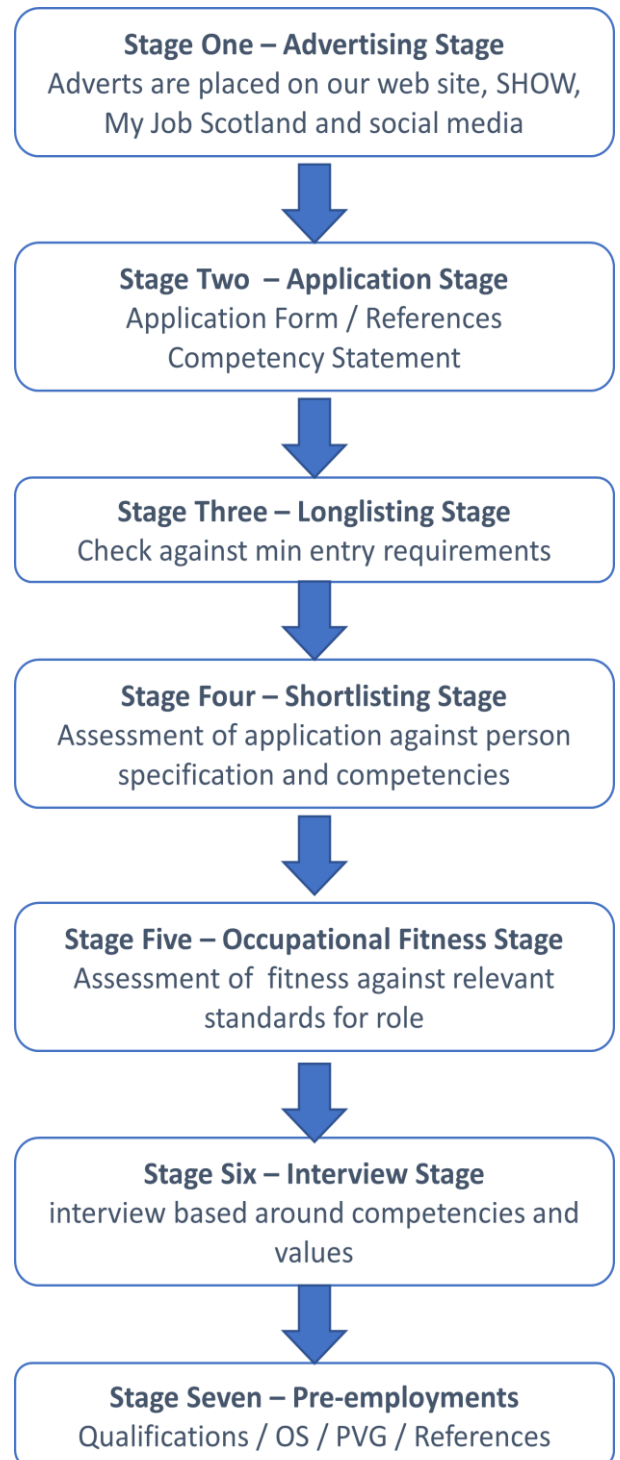 Stage One – Advertising Stage
Adverts are placed on our web site, SHOW,
My Job Scotland and social media
Stage Two – Application Stage
Application Form / References
Competency Statement
Stage Three – Longlisting Stage
Check against min entry requirements
Stage Four – Shortlisting Stage
Assessment of application against person
specification and competencies
Stage Five – Occupational Fitness Stage
Assessment of fitness against relevant
standards for role
Stage Six – Interview Stage
interview based around competencies and
values
Stage Seven – Pre-employments
Qualifications / OS / PVG / References